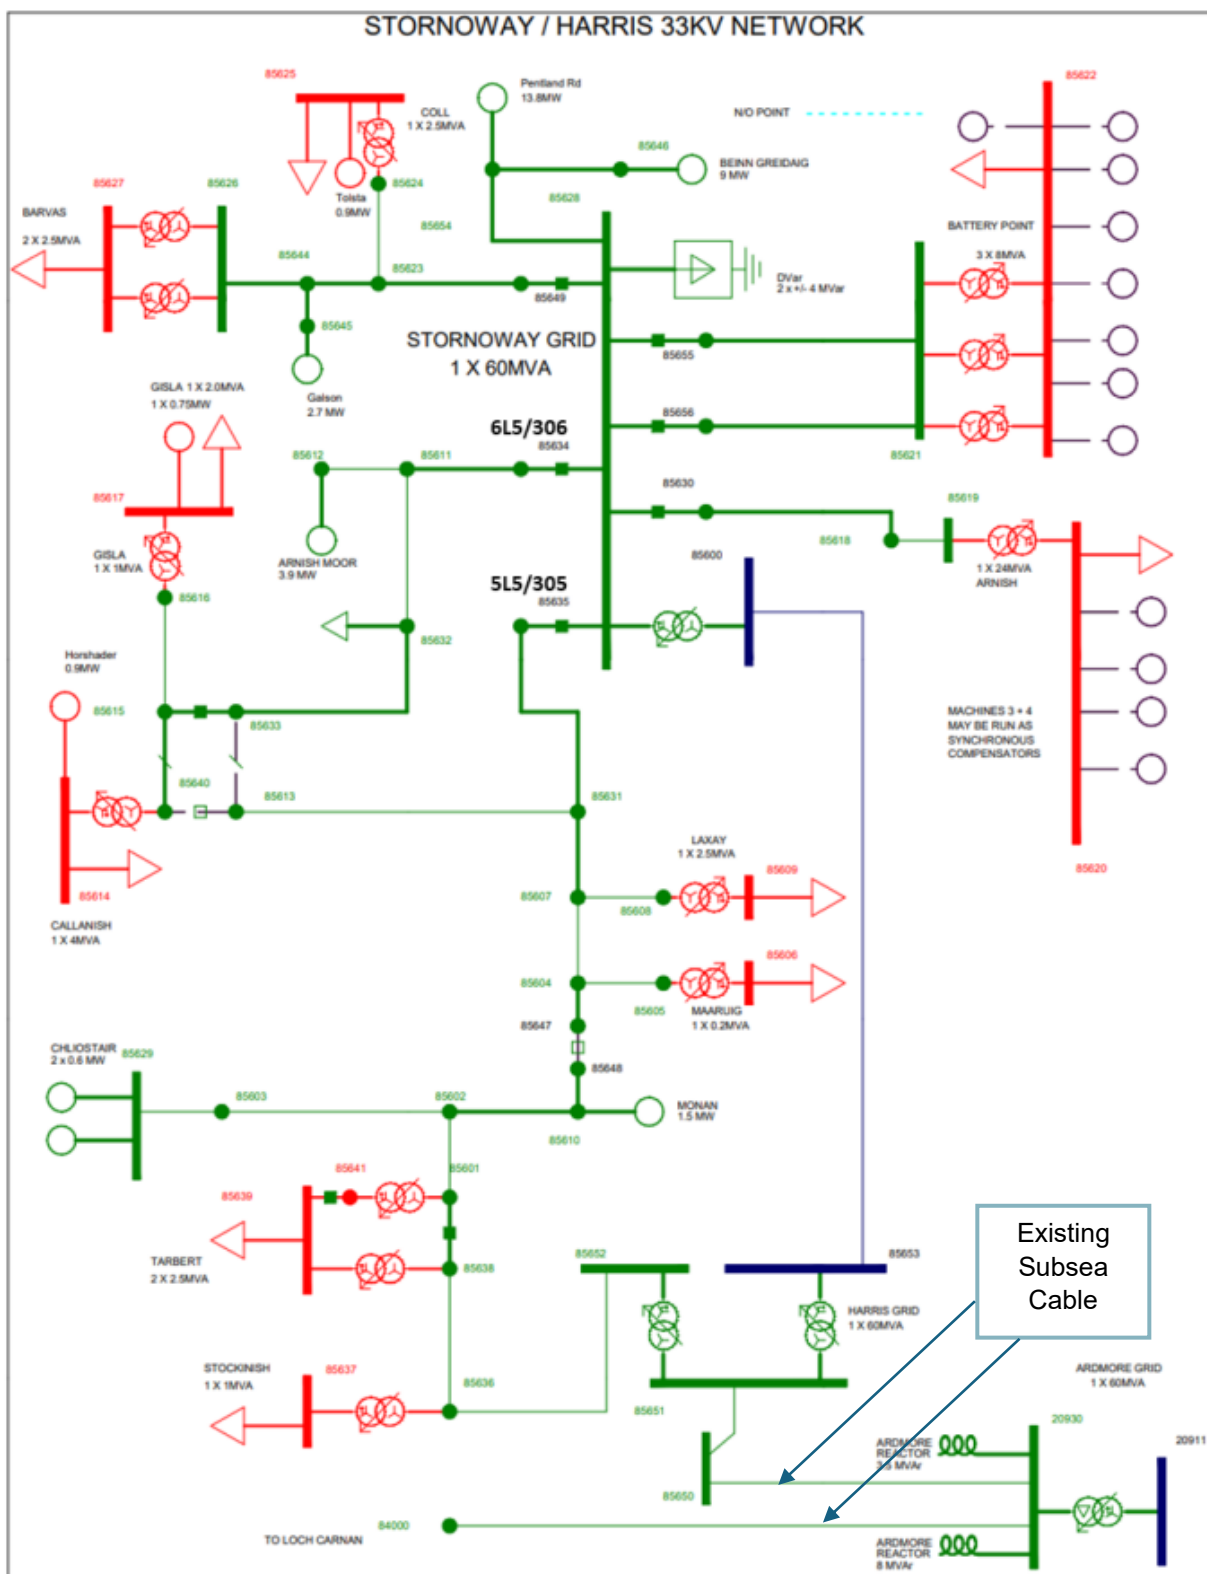 STORNOWAY / HARRIS 33KV NETWORK
85625
Pentland Rd
13.8MW
85622
COLL
1 X 2.5MVA
N/O POINT
85646
BEINN GREIDAIG
9 MW
85627
85626
85624
Tolsta
0.9MW
85628
BARVAS
2 X 2.5MVA
85654
BATTERY POINT
3 X 8MVA
85644
85623
85649
DVar
2 x +/- 4 MVar
85645
STORNOWAY GRID
1 X 60MVA
85655
GISLA 1 X 2.0MVA
1 X 0.75MW
Galson
2.7 MW
6L5/306
85634
85656
85612
85611
85621
85617
85630
85619
GISLA
1 X 1MVA
ARNISH MOOR
3.9 MW
85618
85600
1 X 24MVA
ARNISH
5L5/305
85635
85616
85632
Horshader
0.9MW
85615
85633
MACHINES 3 + 4
MAY BE RUN AS
SYNCHRONOUS
COMPENSATORS
85640
85613
85631
LAXAY
1 X 2.5MVA
85609
85620
85614
85607
85608
CALLANISH
1 X 4MVA
85606
85604
85605
MAARUIG
1 X 0.2MVA
85647
CHLIOSTAIR
2 x 0.6 MW
85629
85648
85603
85602
MONAN
1.5 MW
85610
85641
85601
85639
TARBERT
2 X 2.5MVA
85638
85652
85653
Existing
Subsea
Cable
HARRIS GRID
1 X 60MVA
STOCKINISH
1 X 1MVA
85637
85636
ARDMORE GRID
1 X 60MVA
85651
20930
20911
ARDMORE
REACTOR
3.5 MVAr
85650
84000
TO LOCH CARNAN
ARDMORE
REACTOR
8 MVAr